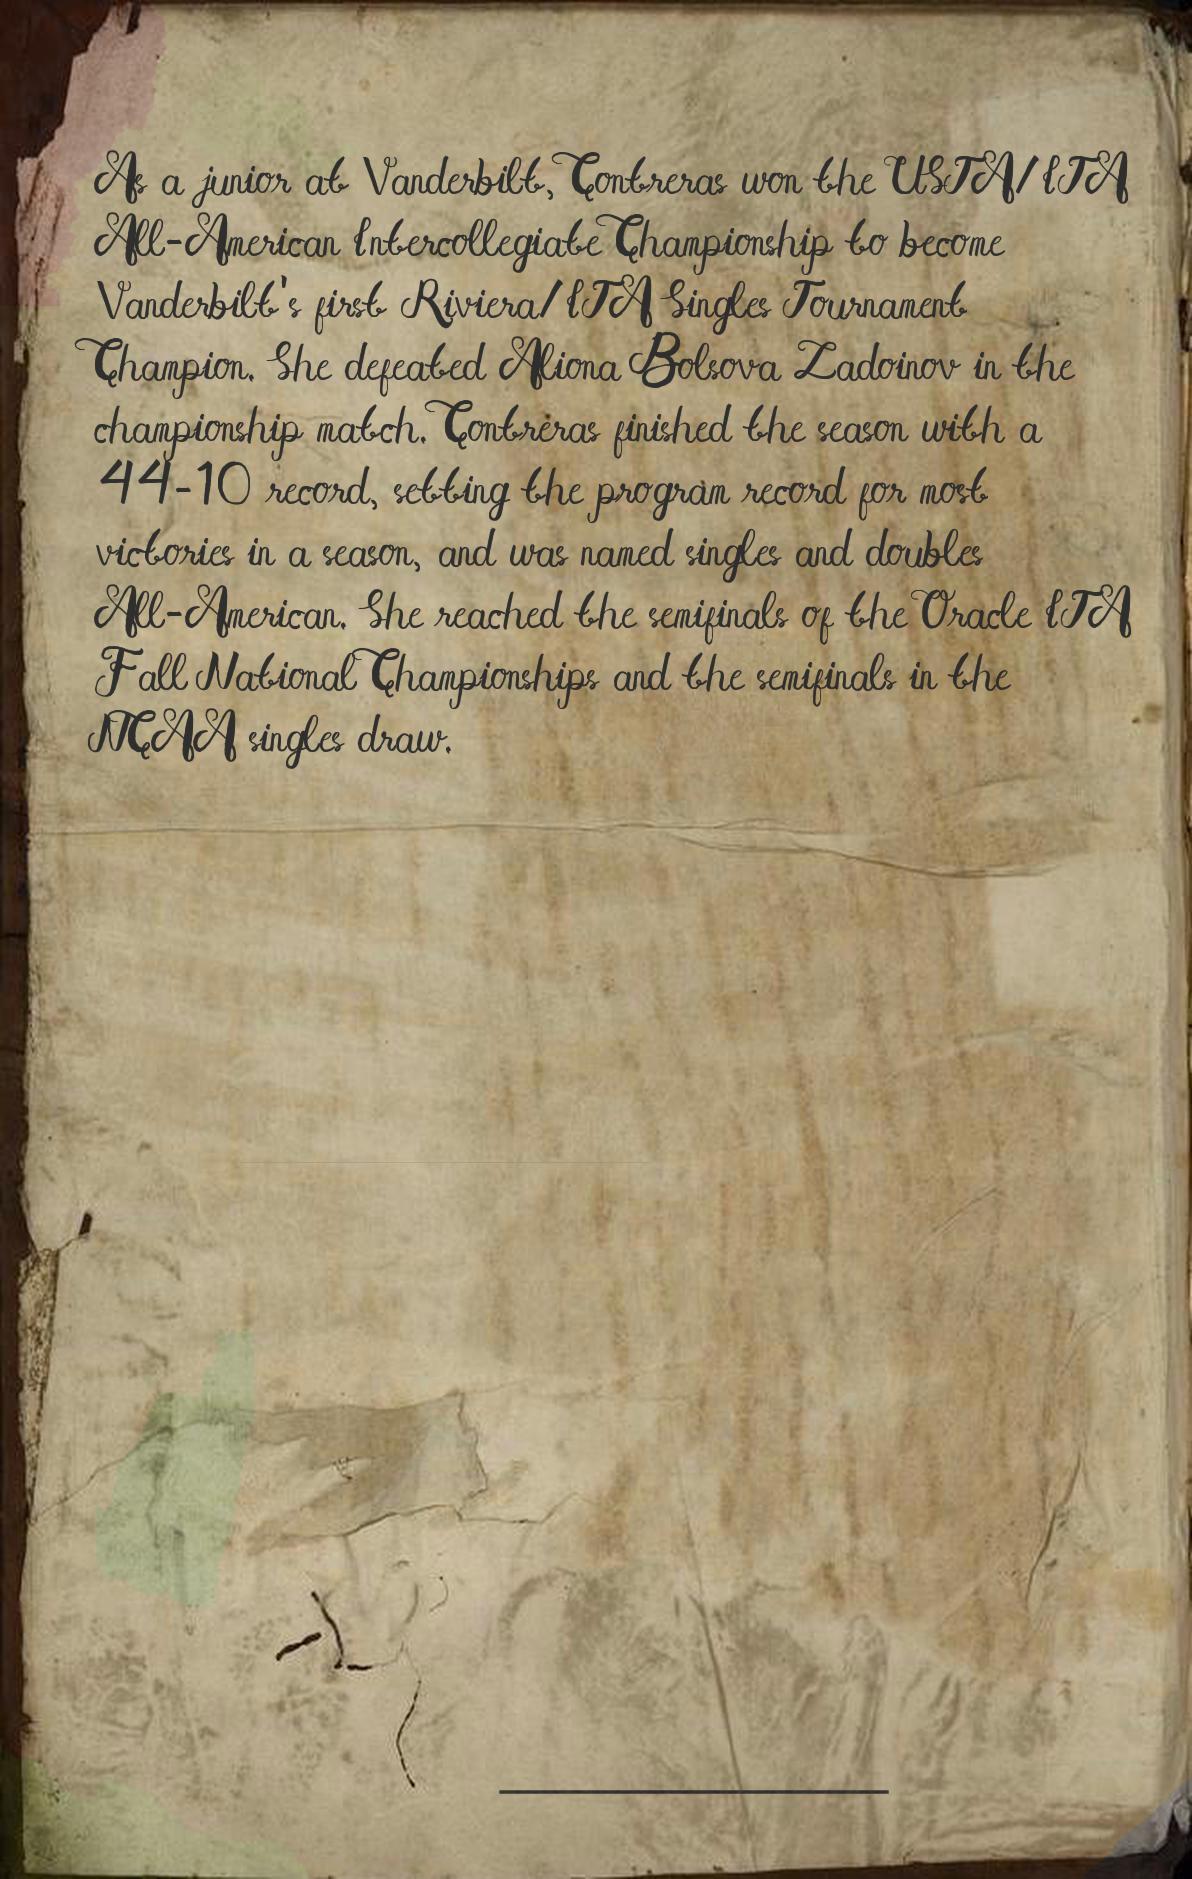 As a junior at Vanderbilt, Contreras won the USTA/ITA
All-American Intercollegiate Championship to become
Vanderbilt's first Riviera/ITA Singles Tournament
Champion. She defeated Aliona Bolsova Zadoinov in the
championship match. Contreras finished the season with a
44-10 record, setting the program record for most
victories in a season, and was named singles and doubles
All-American. She reached the semifinals of the Oracle ITA
Fall National Championships and the semifinals in the
NCAA singles draw.